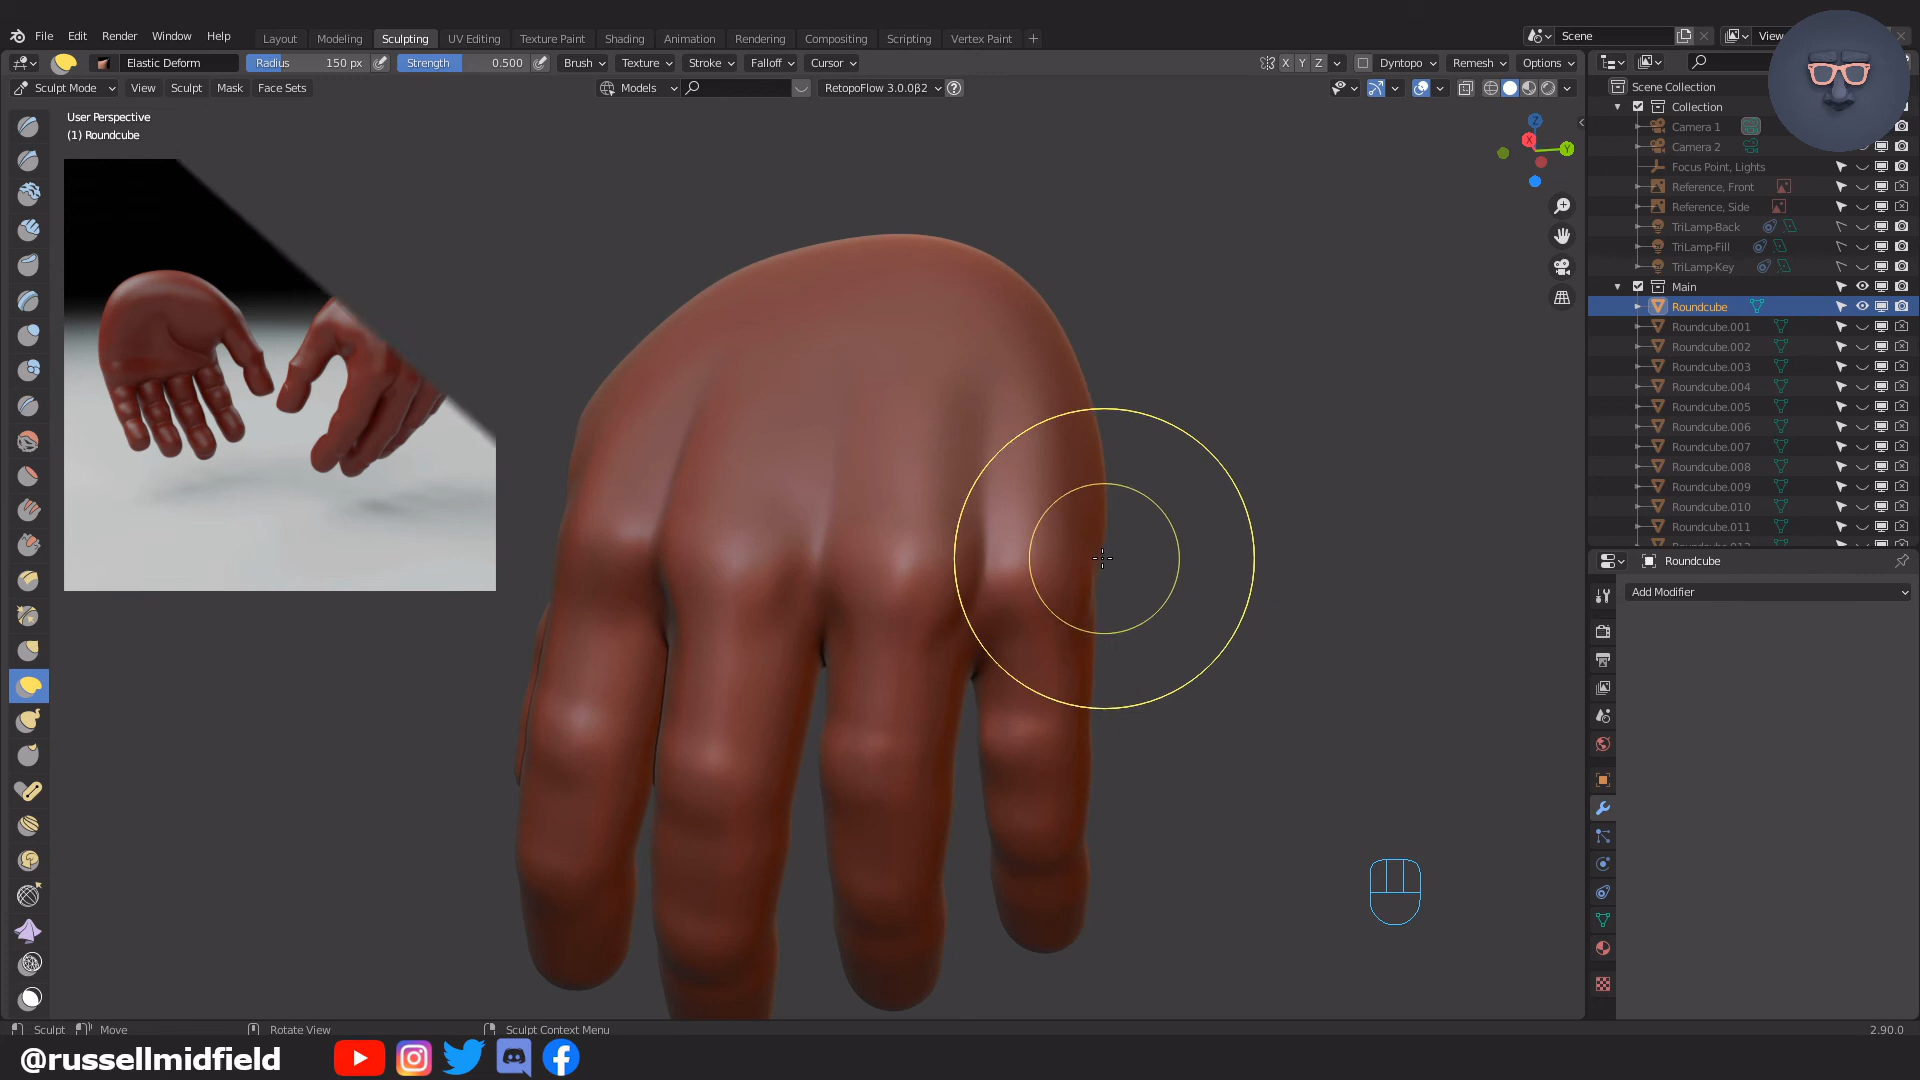 File Edit Render Window Help Layout Modeling Sculpting UV Editing Texture Paint Shading Animation Rendering Compositing Scripting Vertex Paint + Scene View
Elastic Deform Radius 150 px Strength 0.500 Brush Texture Stroke Falloff Cursor X Y Z Dyntopo Remesh Options
Sculpt Mode View Sculpt Mask Face Sets Models RetopoFlow 3.0.0β2 ?
User Perspective
(1) Roundcube
Z
X
Y
Scene Collection
Collection
Camera 1
Camera 2
Focus Point, Lights
Reference, Front
Reference, Side
TriLamp-Back
TriLamp-Fill
TriLamp-Key
Main
Roundcube
Roundcube.001
Roundcube.002
Roundcube.003
Roundcube.004
Roundcube.005
Roundcube.006
Roundcube.007
Roundcube.008
Roundcube.009
Roundcube.010
Roundcube.011
Roundcube
Add Modifier
Sculpt Move Rotate View Sculpt Context Menu 2.90.0
@russellmidfield